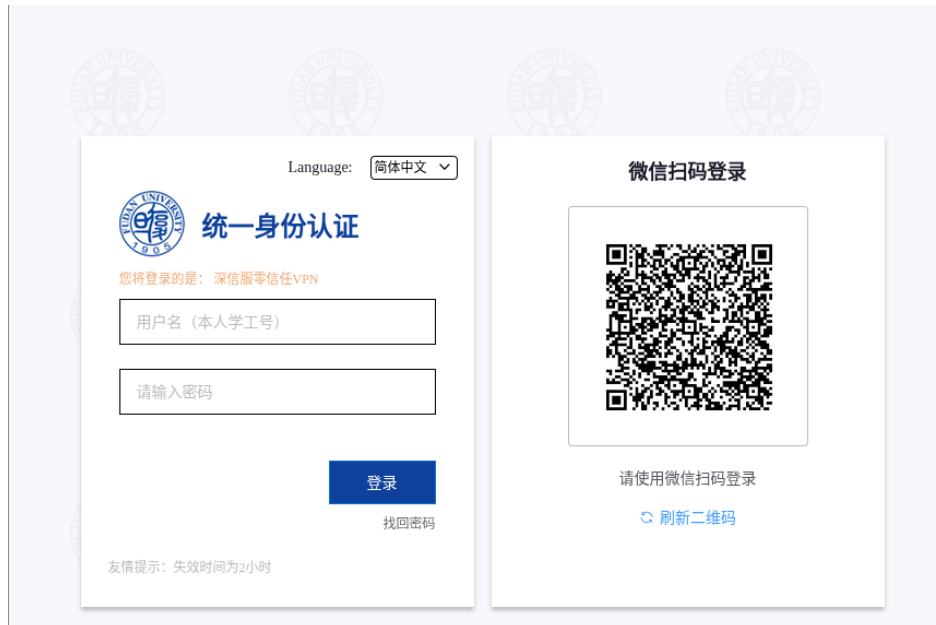 Language: 简体中文
FUDAN UNIVERSITY
1905
统一身份认证
您将登录的是: 深信服零信任VPN
用户名（本人学工号）
请输入密码
登录
找回密码
友情提示：失效时间为2小时
微信扫码登录
请使用微信扫码登录
刷新二维码